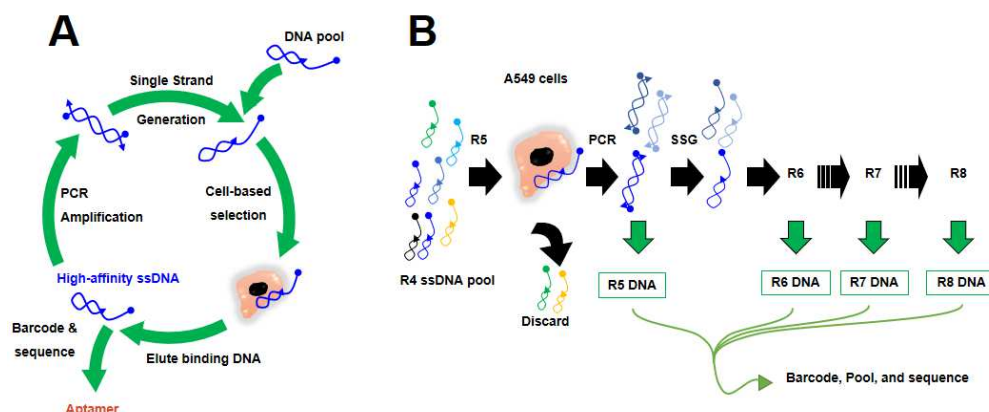 A
DNA pool
Single Strand
Generation
PCR
Amplification
Cell-based
selection
High-affinity ssDNA
Barcode &
sequence
Elute binding DNA
Aptamer
B
A549 cells
R5
PCR
SSG
R6
R7
R8
R4 ssDNA pool
Discard
R5 DNA
R6 DNA
R7 DNA
R8 DNA
Barcode, Pool, and sequence